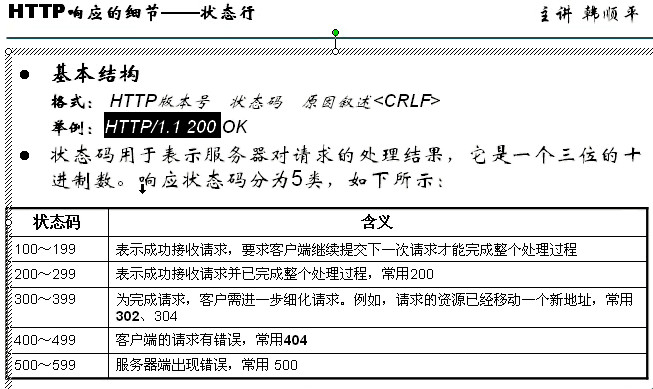 HTTP响应的细节——状态行 主讲 韩顺平
● 基本结构
格式： HTTP版本号 状态码 原因叙述<CRLF>
举例：HTTP/1.1 200 OK
● 状态码用于表示服务器对请求的处理结果，它是一个三位的十
进制数。响应状态码分为5类，如下所示：
状态码 含义
100～199 表示成功接收请求，要求客户端继续提交下一次请求才能完成整个处理过程
200～299 表示成功接收请求并已完成整个处理过程，常用200
300～399 为完成请求，客户需进一步细化请求。例如，请求的资源已经移动一个新地址，常用
302、304
400～499 客户端的请求有错误，常用404
500～599 服务器端出现错误，常用 500